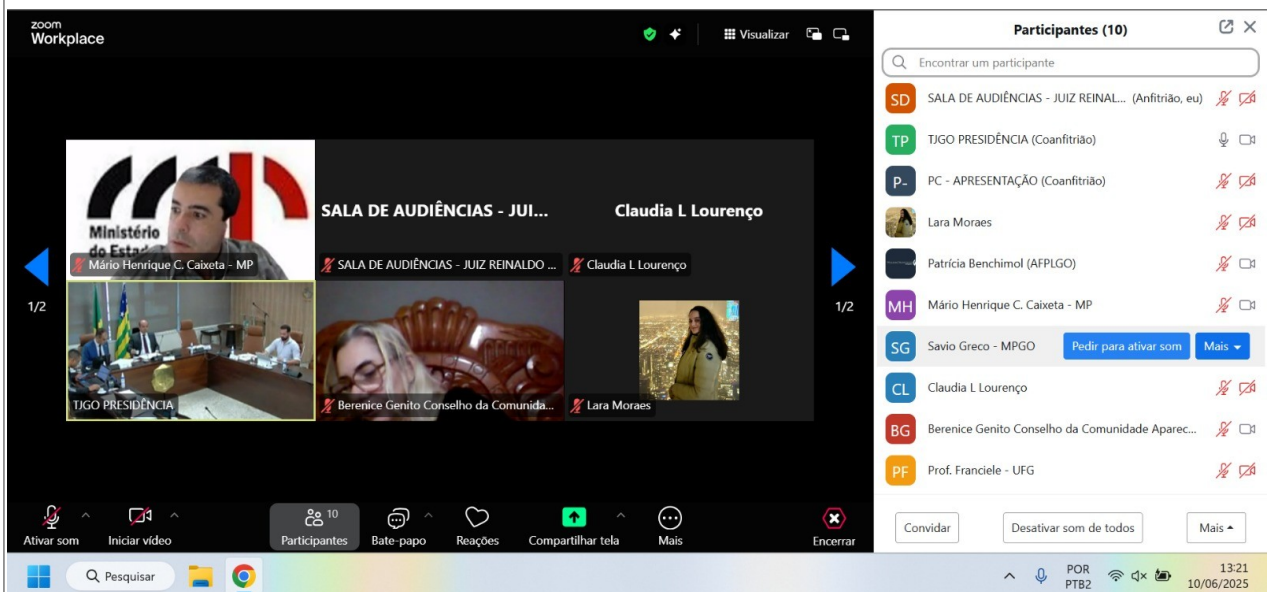 zoom
Workplace
Visualizar
Ministério
do Estado
Mário Henrique C. Caixeta - MP
SALA DE AUDIÊNCIAS - JUI...
SALA DE AUDIÊNCIAS - JUIZ REINALDO ...
Claudia L Lourenço
Claudia L Lourenço
1/2
1/2
TJGO PRESIDÊNCIA
Berenice Genito Conselho da Comunida...
Lara Moraes
Ativar som
Iniciar vídeo
10
Participantes
Bate-papo
Reações
Compartilhar tela
Mais
Encerrar
Participantes (10)
Encontrar um participante
SD SALA DE AUDIÊNCIAS - JUIZ REINAL... (Anfitrião, eu)
TP TJGO PRESIDÊNCIA (Coanfitrião)
P- PC - APRESENTAÇÃO (Coanfitrião)
Lara Moraes
Patrícia Benchimol (AFPLGO)
MH Mário Henrique C. Caixeta - MP
SG Savio Greco - MPGO Pedir para ativar som Mais
CL Claudia L Lourenço
BG Berenice Genito Conselho da Comunidade Aparec...
PF Prof. Franciele - UFG
Convidar Desativar som de todos Mais
Pesquisar
POR
PTB2
13:21
10/06/2025